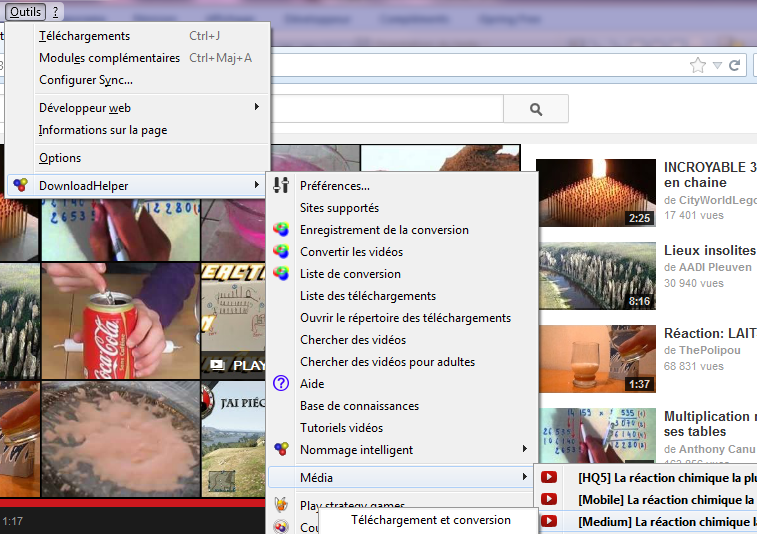 Outils ?
Téléchargements Ctrl+J
Modules complémentaires Ctrl+Maj+A
Configurer Sync...
Développeur web
Informations sur la page
Options
DownloadHelper
Préférences...
Sites supportés
Enregistrement de la conversion
Convertir les vidéos
Liste de conversion
Liste des téléchargements
Ouvrir le répertoire des téléchargements
Chercher des vidéos
Chercher des vidéos pour adultes
Aide
Base de connaissances
Tutoriels vidéos
Nommage intelligent
Média
Play strategy games
Cou
Téléchargement et conversion
[HQ5] La réaction chimique la plu
[Mobile] La réaction chimique la
[Medium] La réaction chimique la
INCROYABLE 3
en chaine
de CityWorldLego
17 401 vues
2:25
Lieux insolites
de AADI Pleuven
30 940 vues
8:16
Réaction: LAIT
de ThePolipou
68 831 vues
1:37
Multiplication
ses tables
de Anthony Canu
Coca-Cola
PLAY
J'AI PIÉG
1:17